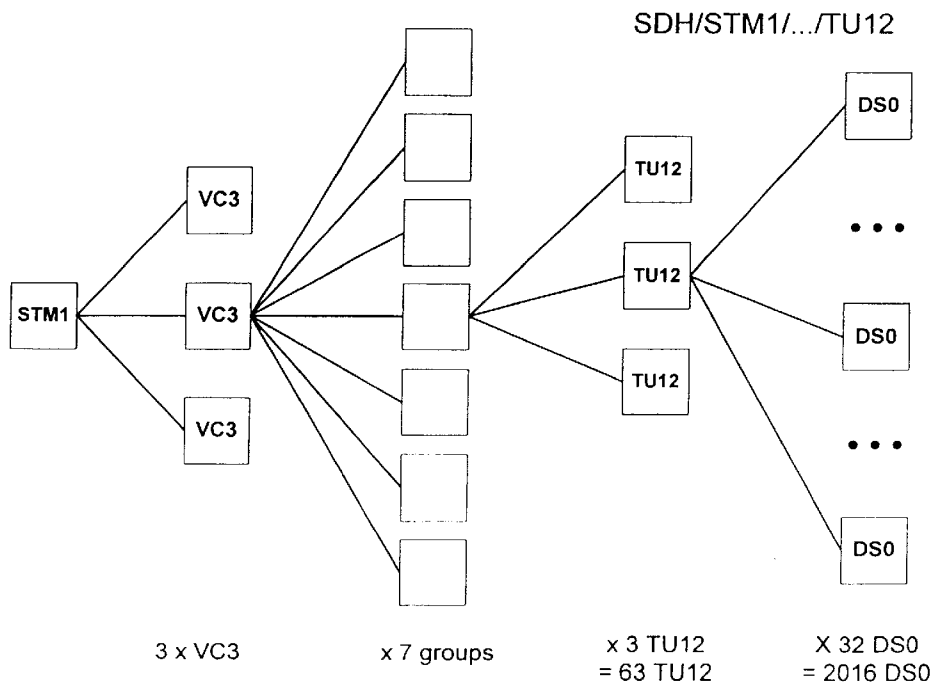 SDH/STM1/.../TU12
DS0
TU12
VC3
• • •
TU12
STM1
VC3
DS0
TU12
VC3
• • •
DS0
3 x VC3
x 7 groups
x 3 TU12
= 63 TU12
X 32 DS0
= 2016 DS0